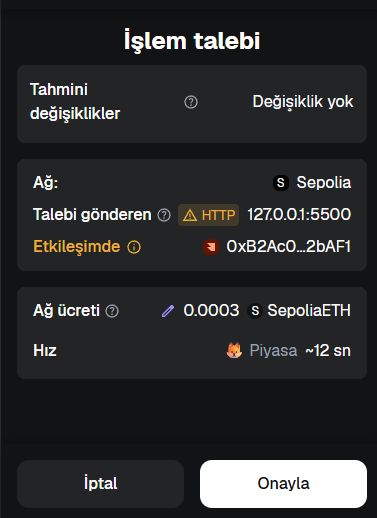 İşlem talebi
Tahmini değişiklikler ? Değişiklik yok
Ağ: S Sepolia
Talebi gönderen ? HTTP 127.0.0.1:5500
Etkileşimde 0xB2Ac0...2bAF1
Ağ ücreti ? 0.0003 S SepoliaETH
Hız Piyasa ~12 sn
İptal Onayla